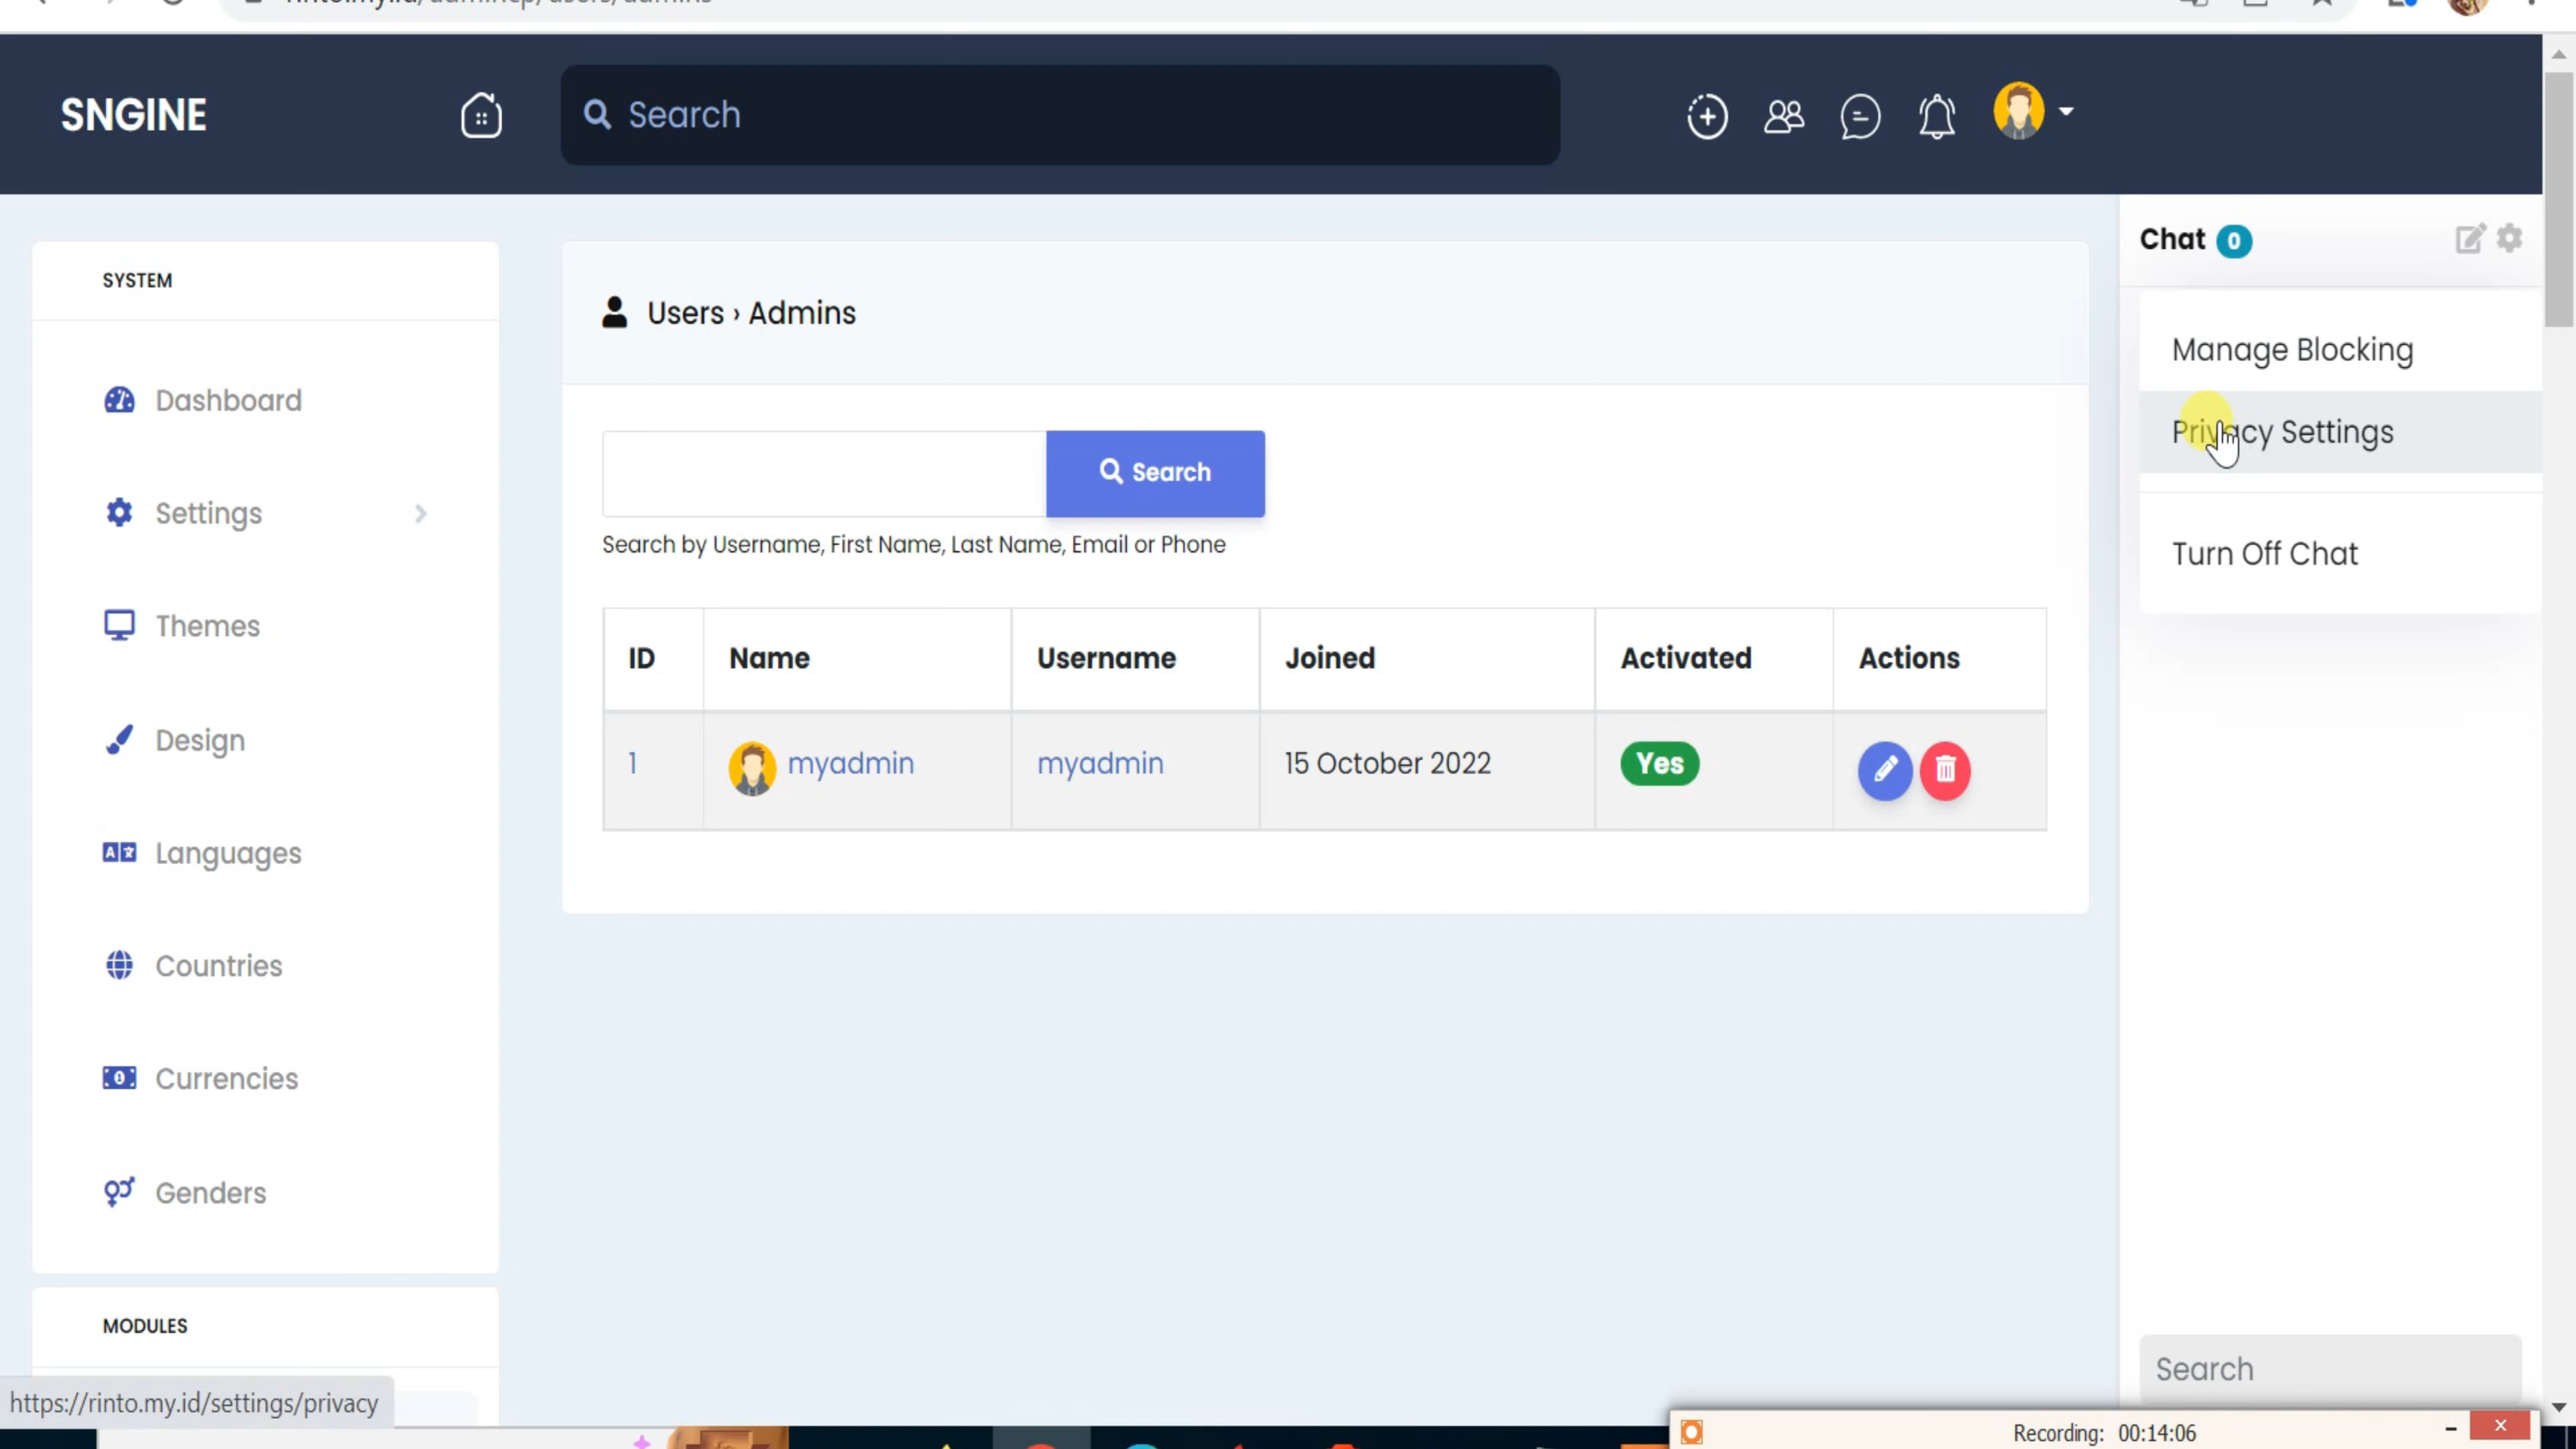 SNGINE
Search
SYSTEM
Dashboard
Settings
Themes
Design
Languages
Countries
Currencies
Genders
MODULES
Users › Admins
Search
Search by Username, First Name, Last Name, Email or Phone
ID Name Username Joined Activated Actions
1 myadmin myadmin 15 October 2022 Yes
Chat 0
Manage Blocking
Privacy Settings
Turn Off Chat
Search
https://rinto.my.id/settings/privacy
Recording: 00:14:06